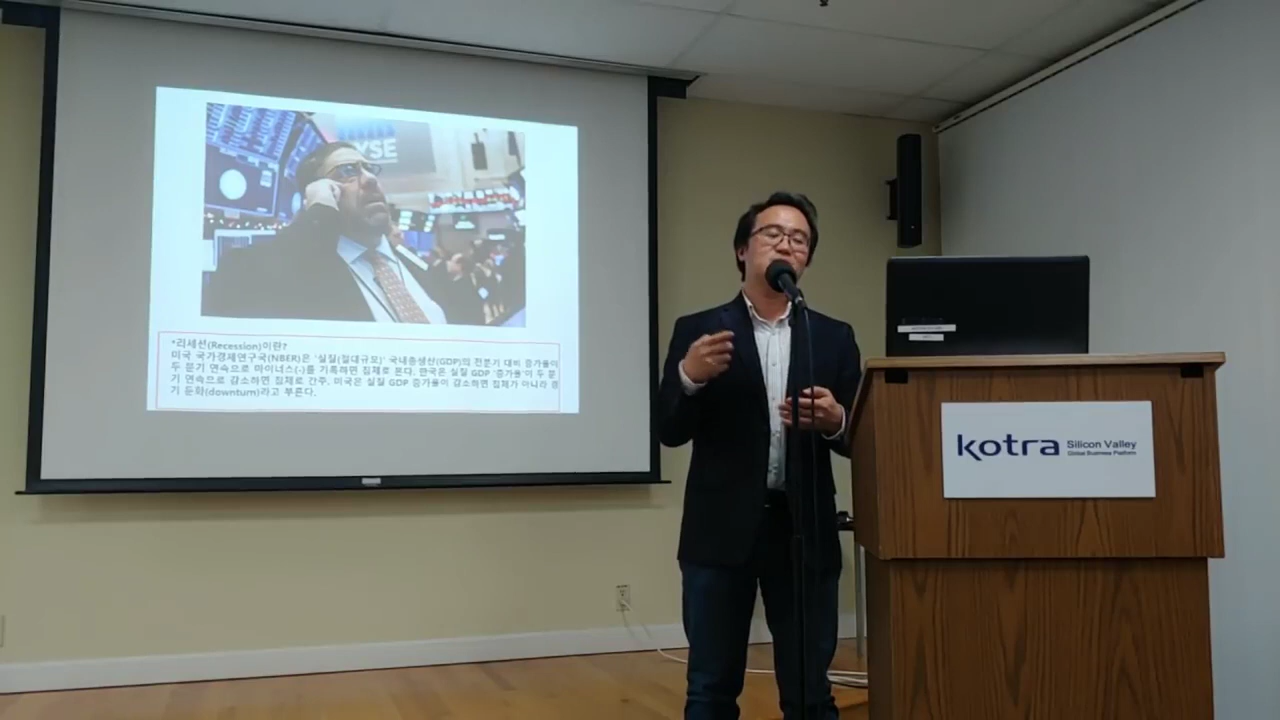 YSE
*리세션(Recession)이란?
미국 국가경제연구국(NBER)은 '실질(절대규모)' 국내총생산(GDP)의 전분기 대비 증가율이
두 분기 연속으로 마이너스(-)를 기록하면 침체로 본다. 한국은 실질 GDP '증가율'이 두 분
기 연속으로 감소하면 침체로 간주. 미국은 실질 GDP 증가율이 감소하면 침체가 아니라 경
기 둔화(downturn)라고 부른다.
kotra Silicon Valley
Global Business Platform